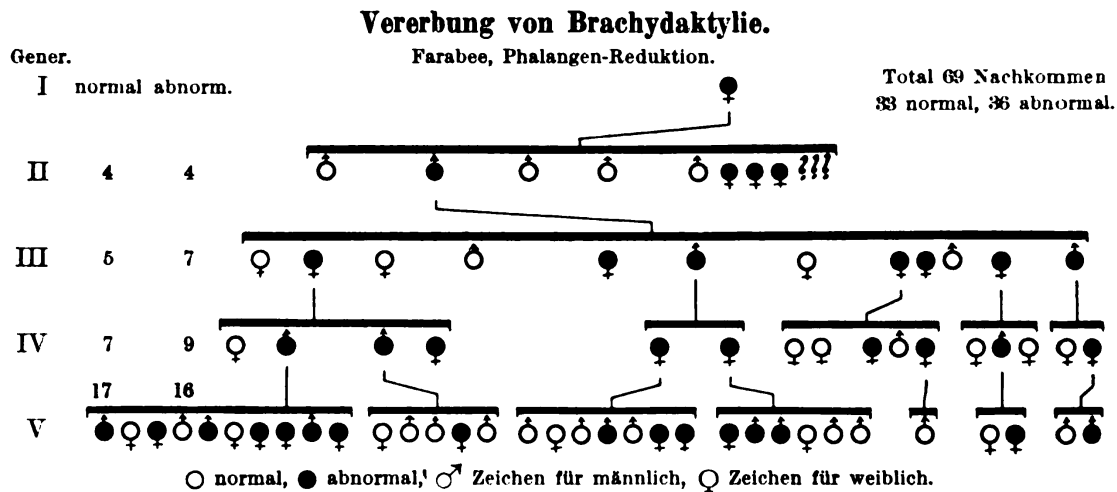 Vererbung von Brachydaktylie.
Gener.
Farabee, Phalangen-Reduktion.
I normal abnorm.
Total 69 Nachkommen
33 normal, 36 abnormal.
II 4 4 ???
III 5 7
IV 7 9
17 16
V
○ normal, ● abnormal, ♂ Zeichen für männlich, ♀ Zeichen für weiblich.